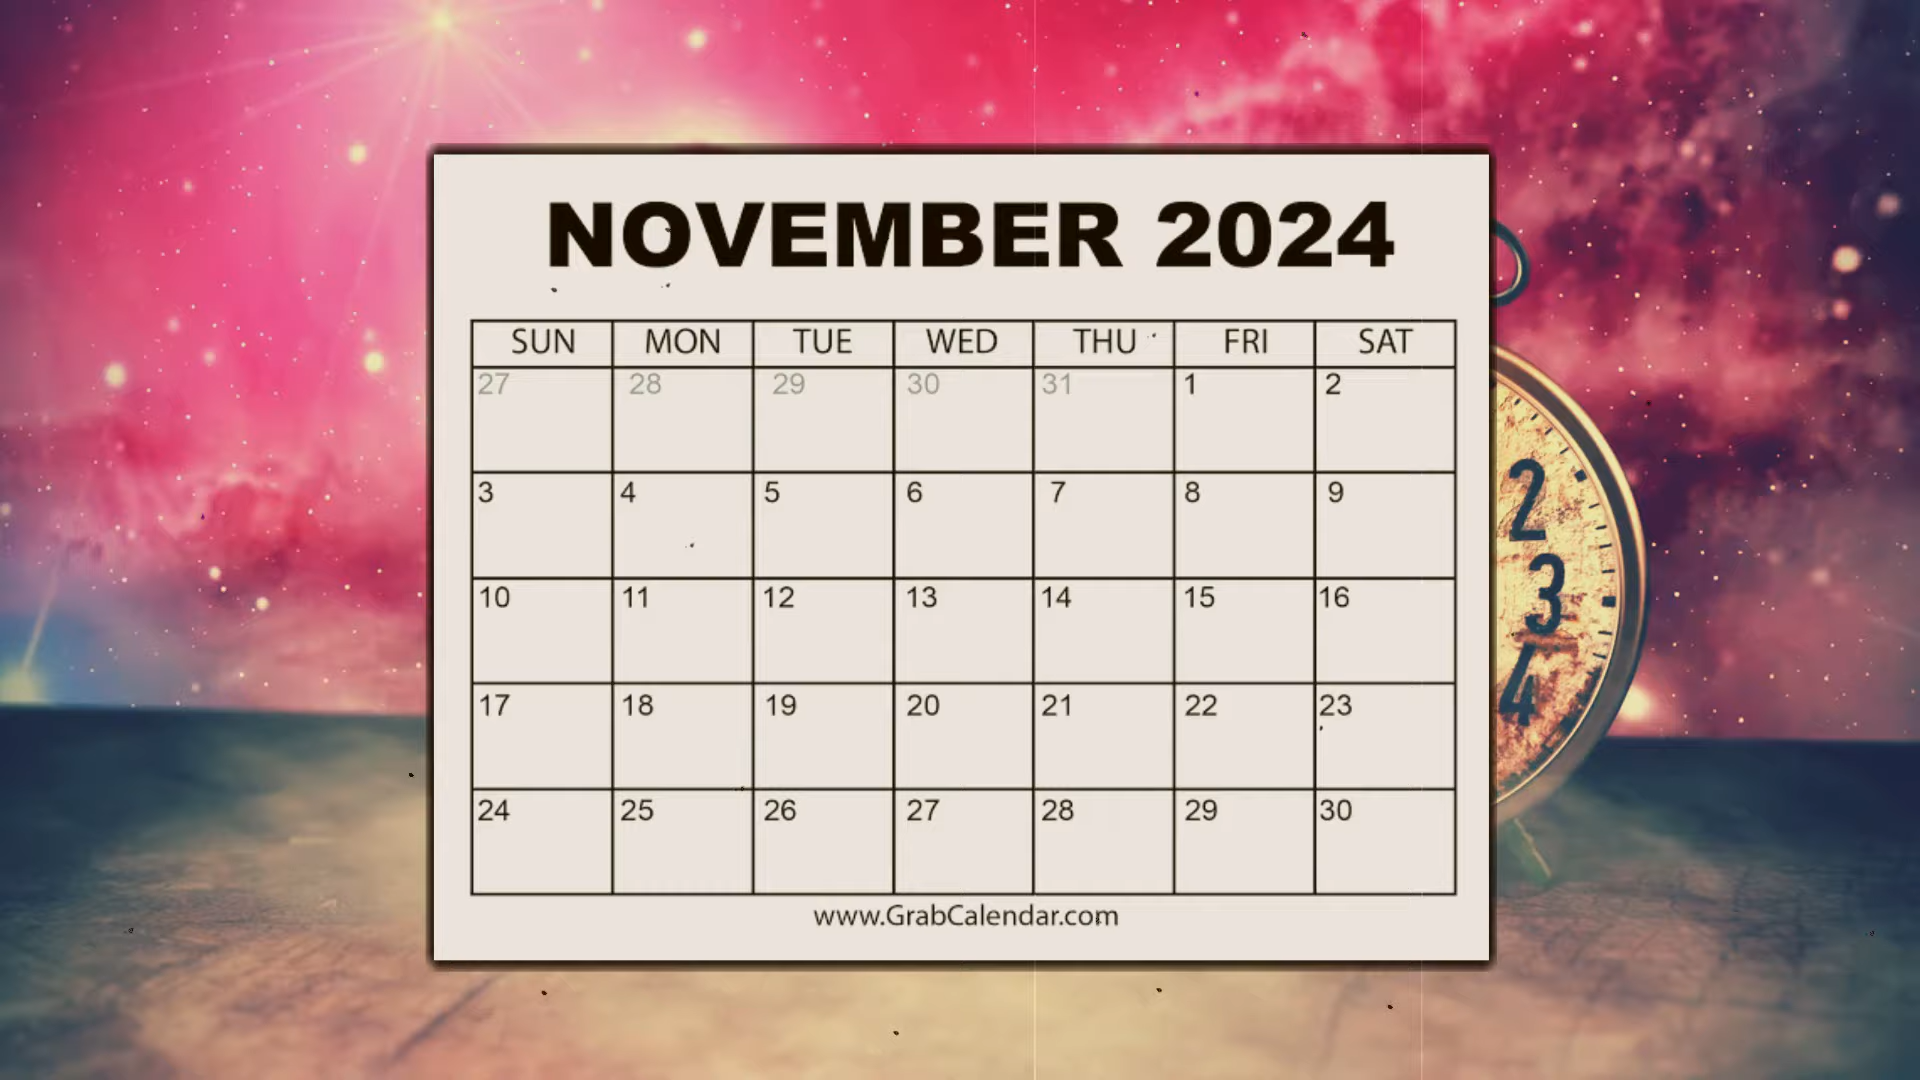 NOVEMBER 2024
SUN MON TUE WED THU FRI SAT
27 28 29 30 31 1 2
3 4 5 6 7 8 9
10 11 12 13 14 15 16
17 18 19 20 21 22 23
24 25 26 27 28 29 30
www.GrabCalendar.com
2
3
4